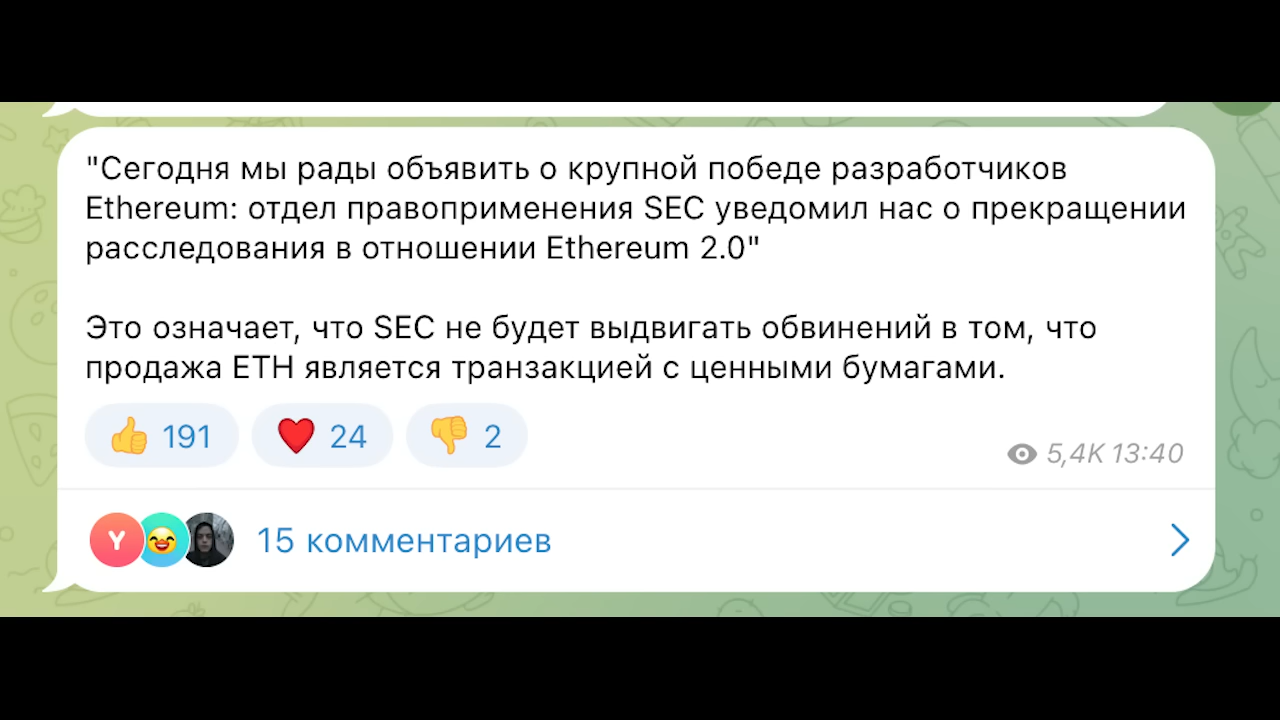 "Сегодня мы рады объявить о крупной победе разработчиков
Ethereum: отдел правоприменения SEC уведомил нас о прекращении
расследования в отношении Ethereum 2.0"
Это означает, что SEC не будет выдвигать обвинений в том, что
продажа ETH является транзакцией с ценными бумагами.
191 24 2
5,4K 13:40
Y 15 комментариев